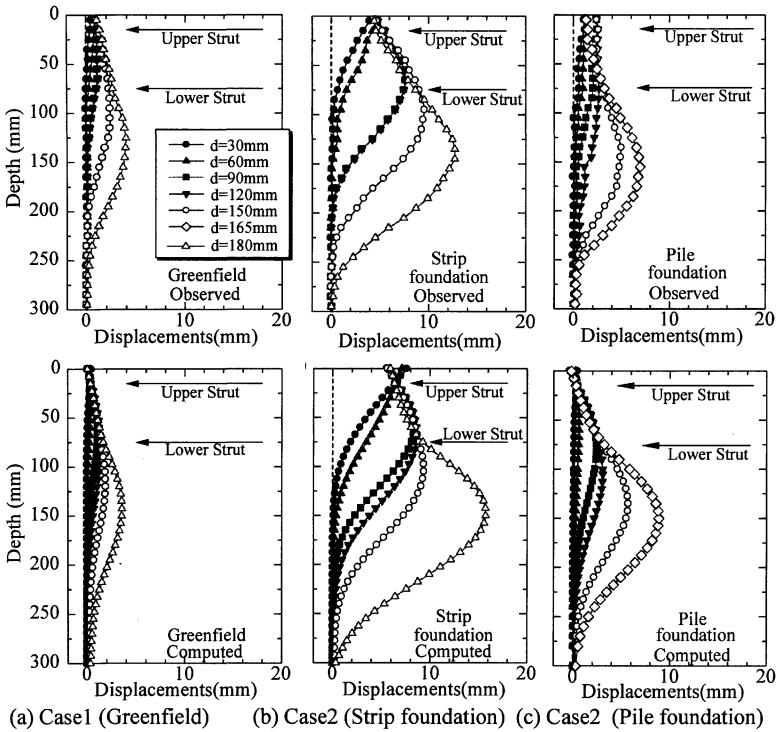 0
50
100
150
200
250
300
Depth (mm)
Upper Strut
Lower Strut
d=30mm
d=60mm
d=90mm
d=120mm
d=150mm
d=165mm
d=180mm
Greenfield
Observed
0 10 20
Displacements(mm)
Upper Strut
Lower Strut
Strip
foundation
Observed
0 10 20
Displacements(mm)
Upper Strut
Lower Strut
Pile
foundation
Observed
0 10 20
Displacements(mm)
0
50
100
150
200
250
300
Depth (mm)
Upper Strut
Lower Strut
Greenfield
Computed
0 10 20
Displacements(mm)
Upper Strut
Lower Strut
Strip
foundation
Computed
0 10 20
Displacements(mm)
Upper Strut
Lower Strut
Pile
foundation
Computed
0 10 20
Displacements(mm)
(a) Case1 (Greenfield)
(b) Case2 (Strip foundation)
(c) Case2 (Pile foundation)